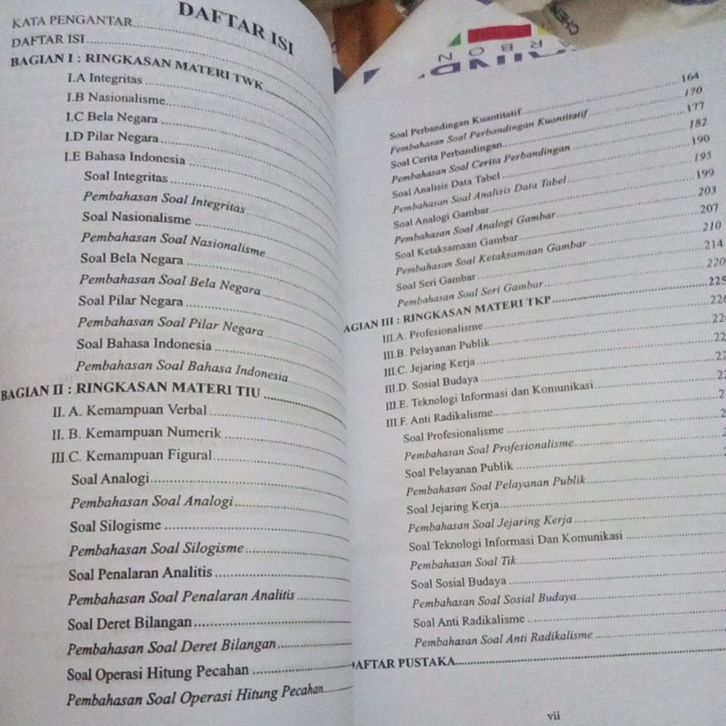 DAFTAR ISI
KATA PENGANTAR
DAFTAR ISI
BAGIAN I : RINGKASAN MATERI TWK
I.A Integritas
I.B Nasionalisme
I.C Bela Negara
I.D Pilar Negara
I.E Bahasa Indonesia
Soal Integritas
Pembahasan Soal Integritas
Soal Nasionalisme
Pembahasan Soal Nasionalisme
Soal Bela Negara
Pembahasan Soal Bela Negara
Soal Pilar Negara
Pembahasan Soal Pilar Negara
Soal Bahasa Indonesia
Pembahasan Soal Bahasa Indonesia
BAGIAN II : RINGKASAN MATERI TIU
II. A. Kemampuan Verbal
II. B. Kemampuan Numerik
III.C. Kemampuan Figural
Soal Analogi
Pembahasan Soal Analogi
Soal Silogisme
Pembahasan Soal Silogisme
Soal Penalaran Analitis
Pembahasan Soal Penalaran Analitis
Soal Deret Bilangan
Pembahasan Soal Deret Bilangan
Soal Operasi Hitung Pecahan
Pembahasan Soal Operasi Hitung Pecahan
Soal Perbandingan Kuantitatif 164
Pembahasan Soal Perbandingan Kuantitatif 170
Soal Cerita Perbandingan 177
Pembahasan Soal Cerita Perbandingan 182
Soal Analisis Data Tabel 190
Pembahasan Soal Analisis Data Tabel 195
Soal Analogi Gambar 199
Pembahasan Soal Analogi Gambar 203
Soal Ketaksamaan Gambar 207
Pembahasan Soal Ketaksamaan Gambar 210
Soal Seri Gambar 214
Pembahasan Soal Seri Gambar 220
AGIAN III : RINGKASAN MATERI TKP 225
III.A. Profesionalisme
III.B. Pelayanan Publik
III.C. Jejaring Kerja
III.D. Sosial Budaya
III.E. Teknologi Informasi dan Komunikasi
III.F. Anti Radikalisme
Soal Profesionalisme
Pembahasan Soal Profesionalisme
Soal Pelayanan Publik
Pembahasan Soal Pelayanan Publik
Soal Jejaring Kerja
Pembahasan Soal Jejaring Kerja
Soal Teknologi Informasi Dan Komunikasi
Pembahasan Soal Tik
Soal Sosial Budaya
Pembahasan Soal Sosial Budaya
Soal Anti Radikalisme
Pembahasan Soal Anti Radikalisme
DAFTAR PUSTAKA
vii